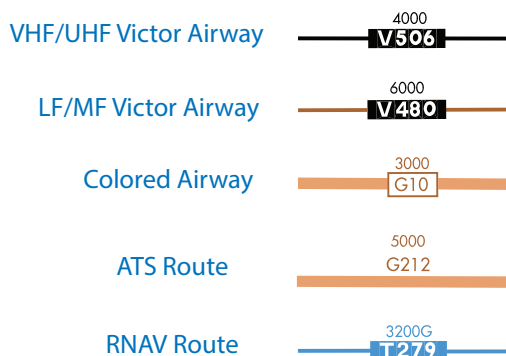 4000
VHF/UHF Victor Airway V506
6000
LF/MF Victor Airway V480
3000
Colored Airway G10
5000
ATS Route G212
3200G
RNAV Route T279